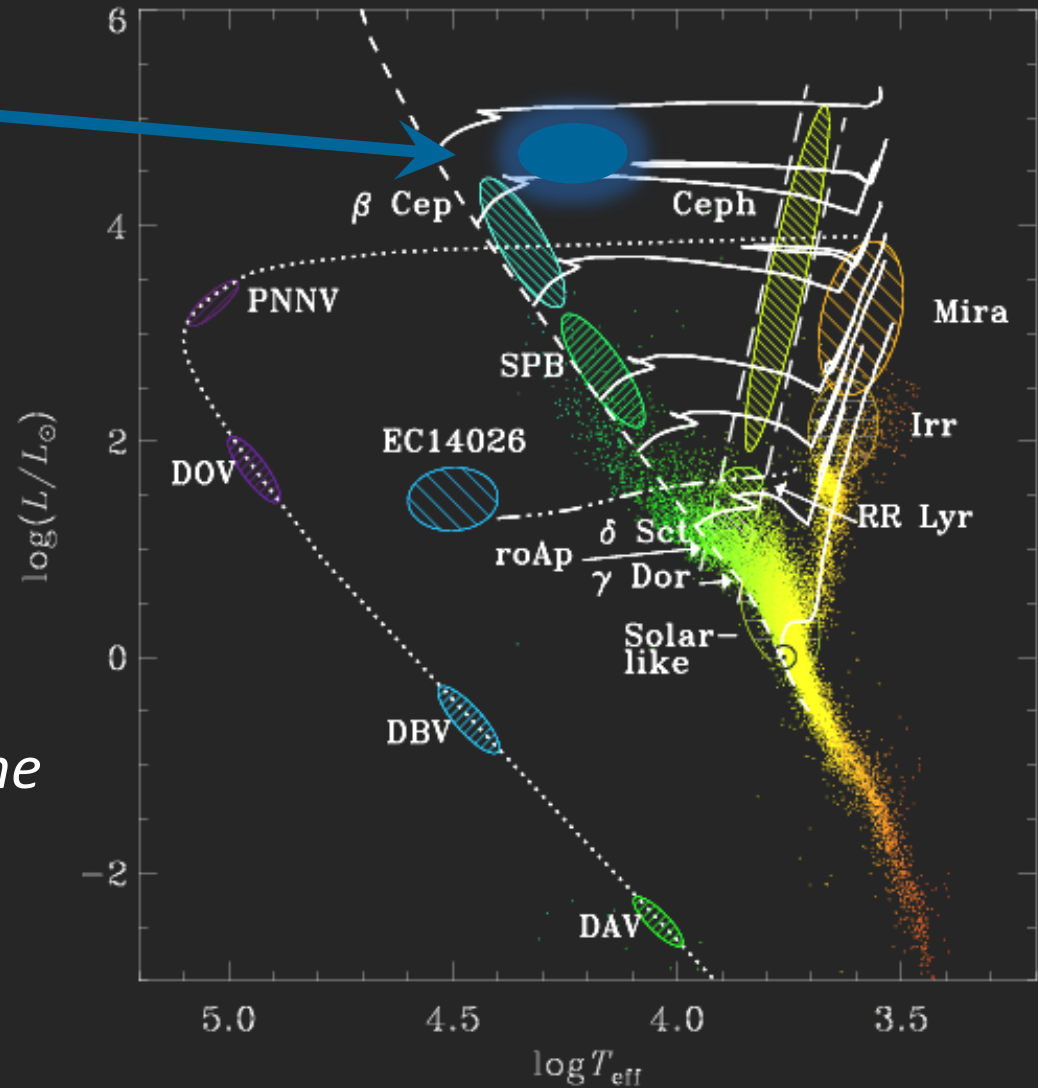 6
β Cep
Ceph
4
PNNV
Mira
SPB
Irr
EC14026
2
DOV
RR Lyr
δ Sct
roAp
γ Dor
Solar-
like
0
DBV
ne
-2
DAV
log(L/L☉)
5.0 4.5 4.0 3.5
log T_eff